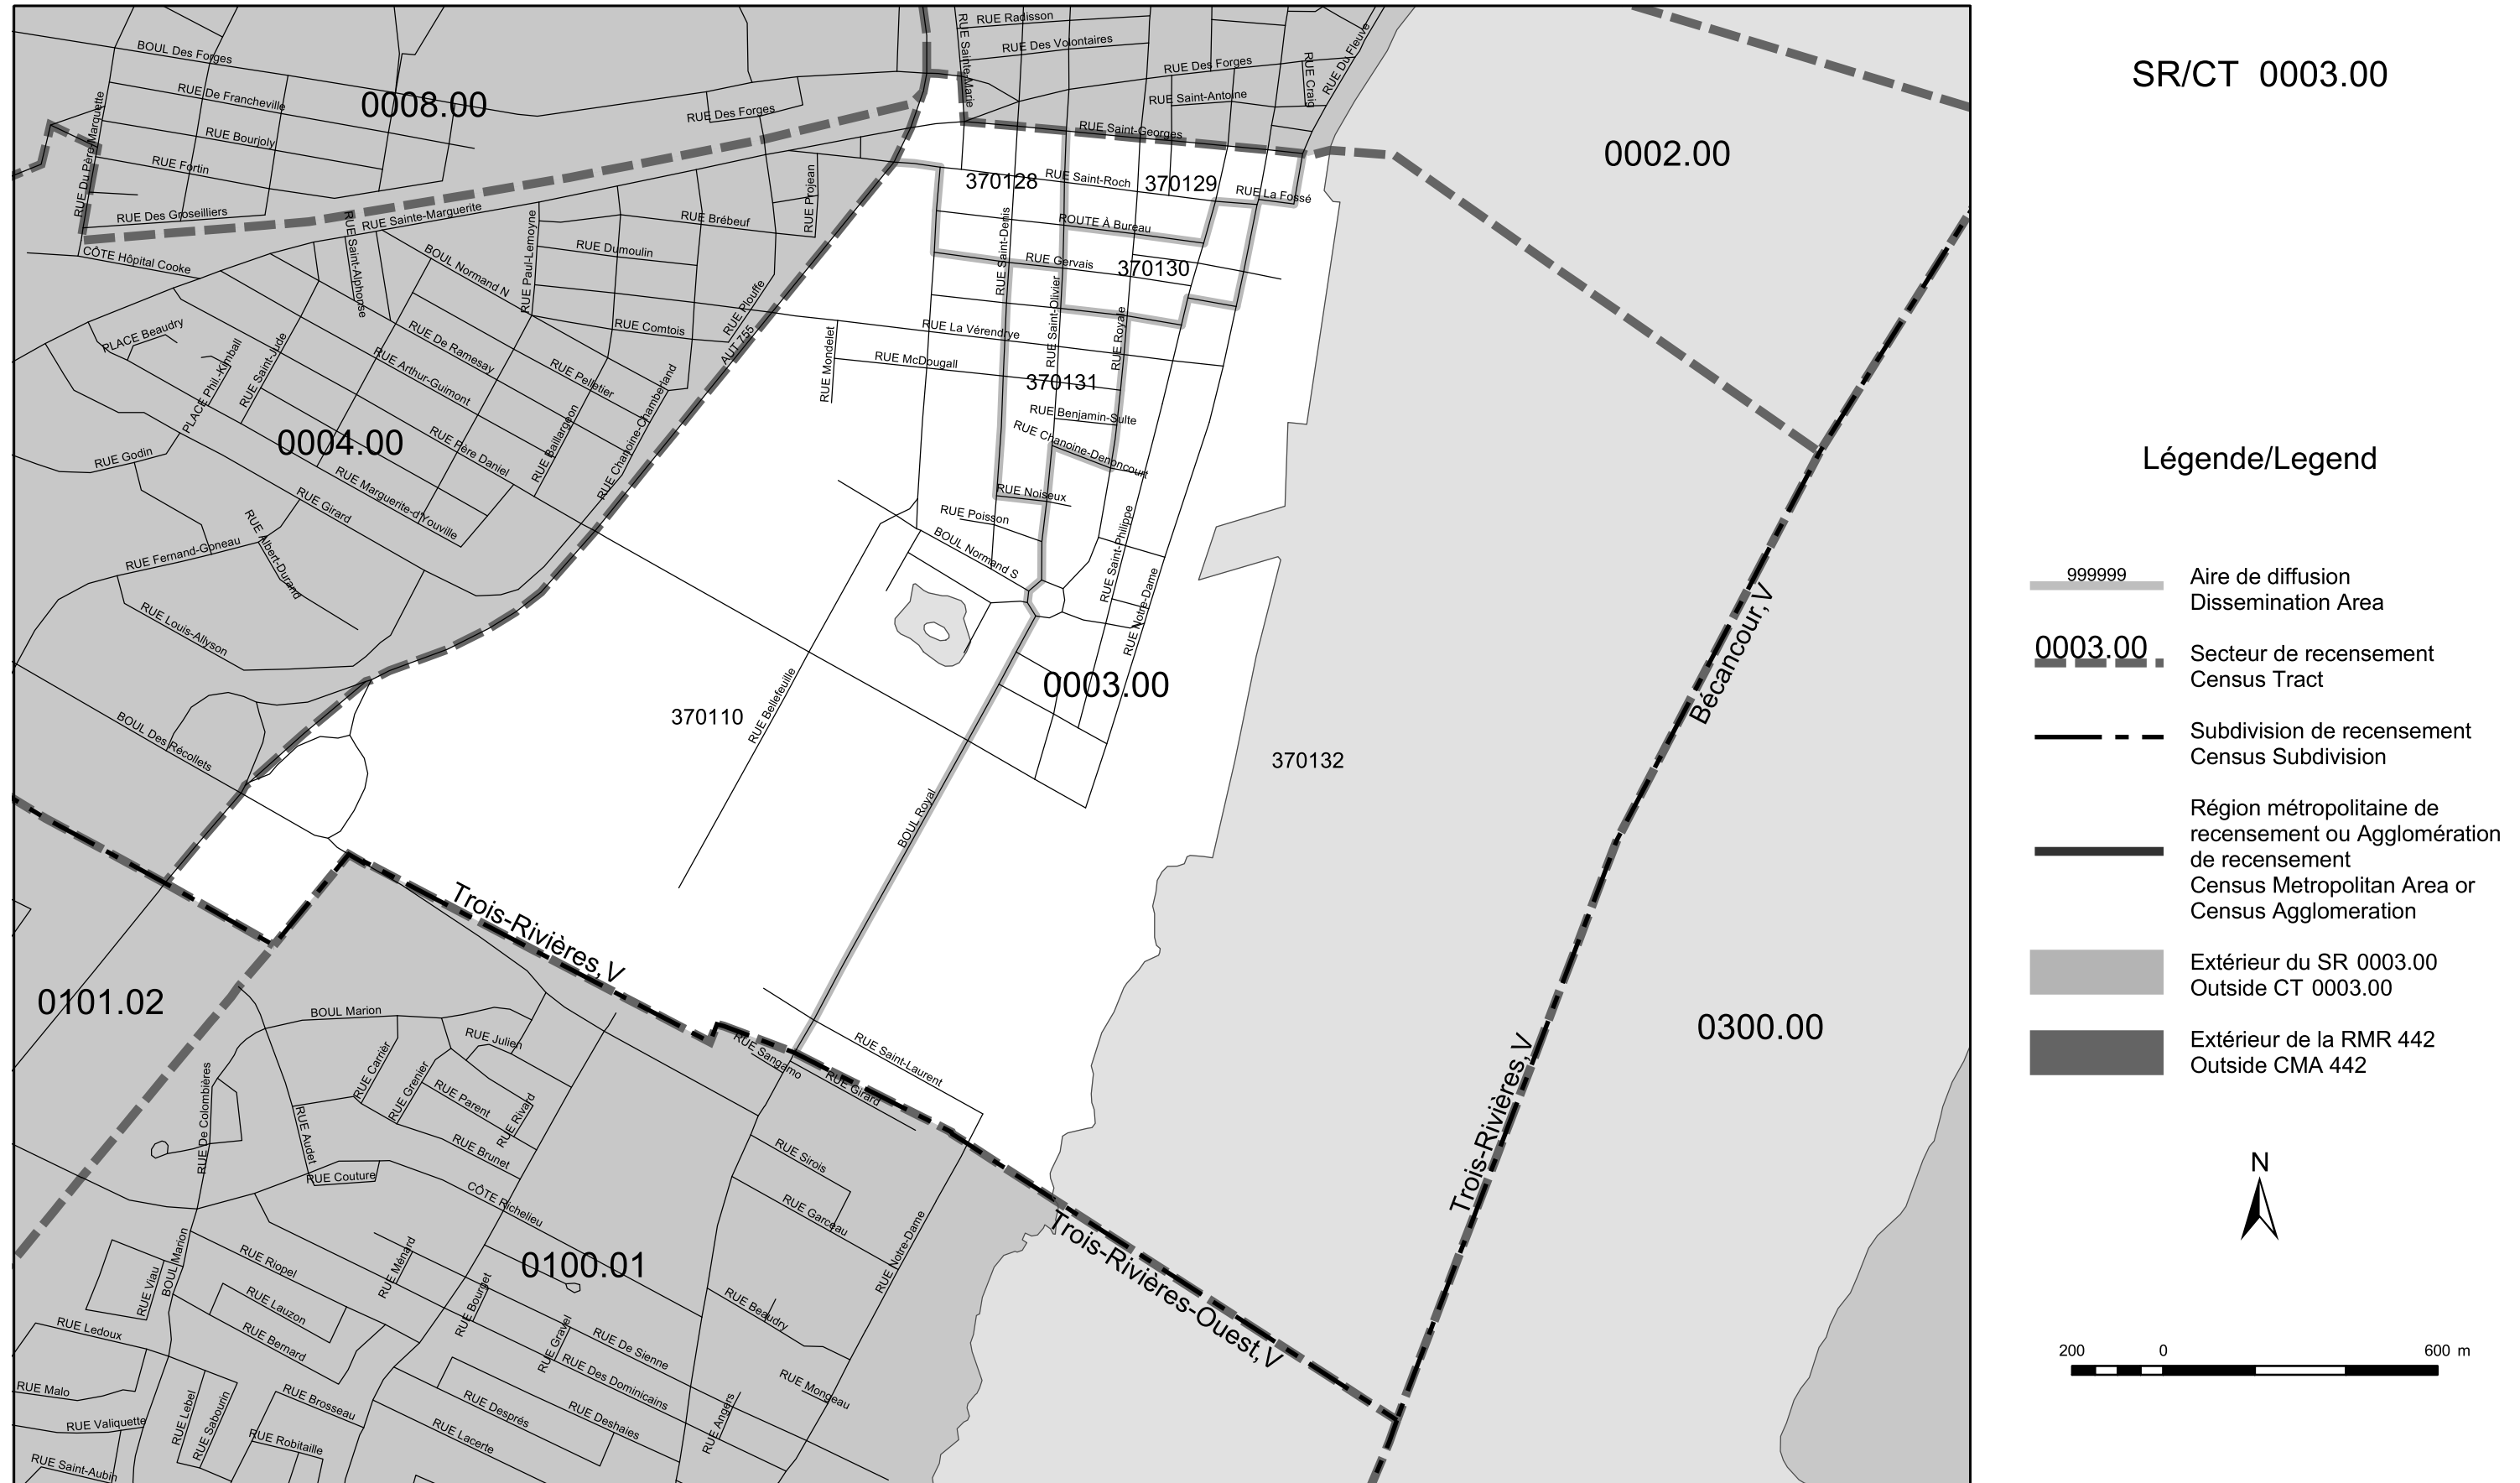 SR/CT 0003.00
BOUL Des Forges
RUE De Francheville
RUE Bourjoly
RUE Fortin
RUE Des Groseilliers
RUE Du Père-Marquette
0008.00
RUE Des Forges
RUE Sainte-Marie
RUE Radisson
RUE Des Volontaires
RUE Des Forges
RUE Saint-Antoine
RUE Craig
RUE Du Fleuve
RUE Saint-Georges
0002.00
CÔTE Hôpital Cooke
RUE Sainte-Marguerite
RUE Saint-Alphonse
BOUL Normand N
RUE Paul-Lemoyne
RUE Brébeuf
RUE Projean
RUE Dumoulin
RUE Comtois
RUE Plouffe
AUT 755
370128
RUE Saint-Roch
370129
RUE La Fossé
ROUTE À Bureau
RUE Saint-Denis
RUE Gervais
370130
RUE Saint-Olivier
RUE Royale
RUE La Vérendrye
RUE Mondelet
RUE McDougall
370131
RUE Benjamin-Sulte
RUE Chanoine-Denoncourt
RUE Noiseux
RUE Poisson
BOUL Normand S
RUE Saint-Philippe
RUE Notre-Dame
PLACE Beaudry
PLACE Phil.-Kimball
RUE Saint-Jude
RUE De Ramesay
RUE Arthur-Guimont
RUE Pelletier
RUE Père Daniel
RUE Baillargeon
RUE Chanoine-Chamberland
0004.00
RUE Marguerite-d'Youville
RUE Godin
RUE Girard
RUE Fernand-Goneau
RUE Albert-Durand
RUE Louis-Allyson
BOUL Des Récollets
370110
RUE Bellefeuille
0003.00
BOUL Royal
370132
Bécancour, V
Trois-Rivières, V
Trois-Rivières, V
Trois-Rivières-Ouest, V
0300.00
0101.02
BOUL Marion
RUE Julien
RUE Carrièr
RUE Grenier
RUE Parent
RUE Rivard
RUE Brunet
RUE De Colombières
RUE Audet
RUE Couture
CÔTE Richelieu
RUE Sangamo
RUE Girard
RUE Saint-Laurent
RUE Sirois
RUE Garceau
RUE Notre-Dame
RUE Beaudry
RUE Mongeau
0100.01
BOUL Marion
RUE Viau
RUE Riopel
RUE Ménard
RUE Lauzon
RUE Bernard
RUE Bourget
RUE Gravel
RUE De Sienne
RUE Des Dominicains
RUE Ledoux
RUE Malo
RUE Valiquette
RUE Saint-Aubin
RUE Lebel
RUE Sabourin
RUE Brosseau
RUE Robitaille
RUE Després
RUE Deshaies
RUE Lacerte
RUE Angers
Légende/Legend
999999
Aire de diffusion
Dissemination Area
0003.00
Secteur de recensement
Census Tract
Subdivision de recensement
Census Subdivision
Région métropolitaine de
recensement ou Agglomération
de recensement
Census Metropolitan Area or
Census Agglomeration
Extérieur du SR 0003.00
Outside CT 0003.00
Extérieur de la RMR 442
Outside CMA 442
N
200 0 600 m